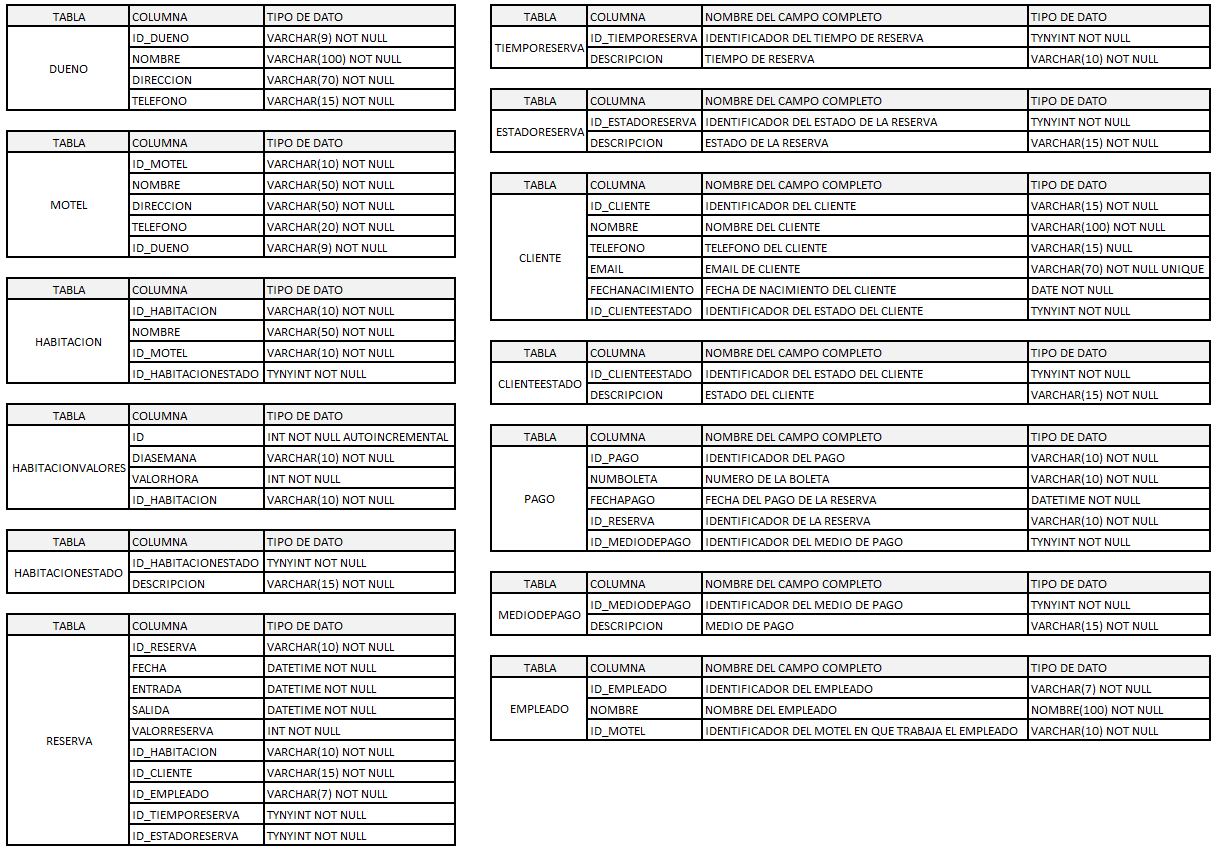 TABLA COLUMNA TIPO DE DATO
DUENO
ID_DUENO VARCHAR(9) NOT NULL
NOMBRE VARCHAR(100) NOT NULL
DIRECCION VARCHAR(70) NOT NULL
TELEFONO VARCHAR(15) NOT NULL
TABLA COLUMNA TIPO DE DATO
MOTEL
ID_MOTEL VARCHAR(10) NOT NULL
NOMBRE VARCHAR(50) NOT NULL
DIRECCION VARCHAR(50) NOT NULL
TELEFONO VARCHAR(20) NOT NULL
ID_DUENO VARCHAR(9) NOT NULL
TABLA COLUMNA TIPO DE DATO
HABITACION
ID_HABITACION VARCHAR(10) NOT NULL
NOMBRE VARCHAR(50) NOT NULL
ID_MOTEL VARCHAR(10) NOT NULL
ID_HABITACIONESTADO TYNYINT NOT NULL
TABLA COLUMNA TIPO DE DATO
HABITACIONVALORES
ID INT NOT NULL AUTOINCREMENTAL
DIASEMANA VARCHAR(10) NOT NULL
VALORHORA INT NOT NULL
ID_HABITACION VARCHAR(10) NOT NULL
TABLA COLUMNA TIPO DE DATO
HABITACIONESTADO
ID_HABITACIONESTADO TYNYINT NOT NULL
DESCRIPCION VARCHAR(15) NOT NULL
TABLA COLUMNA TIPO DE DATO
RESERVA
ID_RESERVA VARCHAR(10) NOT NULL
FECHA DATETIME NOT NULL
ENTRADA DATETIME NOT NULL
SALIDA DATETIME NOT NULL
VALORRESERVA INT NOT NULL
ID_HABITACION VARCHAR(10) NOT NULL
ID_CLIENTE VARCHAR(15) NOT NULL
ID_EMPLEADO VARCHAR(7) NOT NULL
ID_TIEMPORESERVA TYNYINT NOT NULL
ID_ESTADORESERVA TYNYINT NOT NULL
TABLA COLUMNA NOMBRE DEL CAMPO COMPLETO TIPO DE DATO
TIEMPORESERVA
ID_TIEMPORESERVA IDENTIFICADOR DEL TIEMPO DE RESERVA TYNYINT NOT NULL
DESCRIPCION TIEMPO DE RESERVA VARCHAR(10) NOT NULL
TABLA COLUMNA NOMBRE DEL CAMPO COMPLETO TIPO DE DATO
ESTADORESERVA
ID_ESTADORESERVA IDENTIFICADOR DEL ESTADO DE LA RESERVA TYNYINT NOT NULL
DESCRIPCION ESTADO DE LA RESERVA VARCHAR(15) NOT NULL
TABLA COLUMNA NOMBRE DEL CAMPO COMPLETO TIPO DE DATO
CLIENTE
ID_CLIENTE IDENTIFICADOR DEL CLIENTE VARCHAR(15) NOT NULL
NOMBRE NOMBRE DEL CLIENTE VARCHAR(100) NOT NULL
TELEFONO TELEFONO DEL CLIENTE VARCHAR(15) NULL
EMAIL EMAIL DE CLIENTE VARCHAR(70) NOT NULL UNIQUE
FECHANACIMIENTO FECHA DE NACIMIENTO DEL CLIENTE DATE NOT NULL
ID_CLIENTEESTADO IDENTIFICADOR DEL ESTADO DEL CLIENTE TYNYINT NOT NULL
TABLA COLUMNA NOMBRE DEL CAMPO COMPLETO TIPO DE DATO
CLIENTEESTADO
ID_CLIENTEESTADO IDENTIFICADOR DEL ESTADO DEL CLIENTE TYNYINT NOT NULL
DESCRIPCION ESTADO DEL CLIENTE VARCHAR(15) NOT NULL
TABLA COLUMNA NOMBRE DEL CAMPO COMPLETO TIPO DE DATO
PAGO
ID_PAGO IDENTIFICADOR DEL PAGO VARCHAR(10) NOT NULL
NUMBOLETA NUMERO DE LA BOLETA VARCHAR(10) NOT NULL
FECHAPAGO FECHA DEL PAGO DE LA RESERVA DATETIME NOT NULL
ID_RESERVA IDENTIFICADOR DE LA RESERVA VARCHAR(10) NOT NULL
ID_MEDIODEPAGO IDENTIFICADOR DEL MEDIO DE PAGO TYNYINT NOT NULL
TABLA COLUMNA NOMBRE DEL CAMPO COMPLETO TIPO DE DATO
MEDIODEPAGO
ID_MEDIODEPAGO IDENTIFICADOR DEL MEDIO DE PAGO TYNYINT NOT NULL
DESCRIPCION MEDIO DE PAGO VARCHAR(15) NOT NULL
TABLA COLUMNA NOMBRE DEL CAMPO COMPLETO TIPO DE DATO
EMPLEADO
ID_EMPLEADO IDENTIFICADOR DEL EMPLEADO VARCHAR(7) NOT NULL
NOMBRE NOMBRE DEL EMPLEADO NOMBRE(100) NOT NULL
ID_MOTEL IDENTIFICADOR DEL MOTEL EN QUE TRABAJA EL EMPLEADO VARCHAR(10) NOT NULL